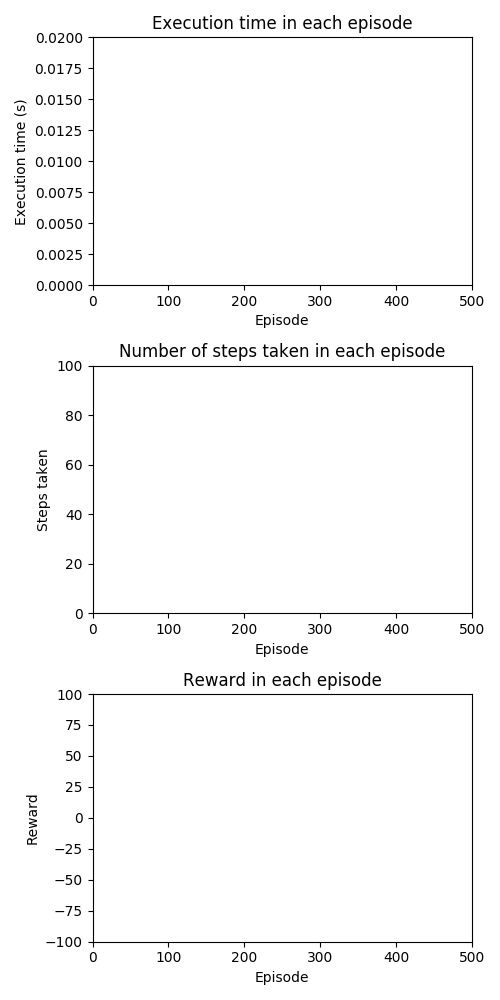 Execution time in each episode
0.0200
0.0175
0.0150
0.0125
0.0100
0.0075
0.0050
0.0025
0.0000
Execution time (s)
0 100 200 300 400 500
Episode
Number of steps taken in each episode
100
80
60
40
20
0
Steps taken
0 100 200 300 400 500
Episode
Reward in each episode
100
75
50
25
0
−25
−50
−75
−100
Reward
0 100 200 300 400 500
Episode